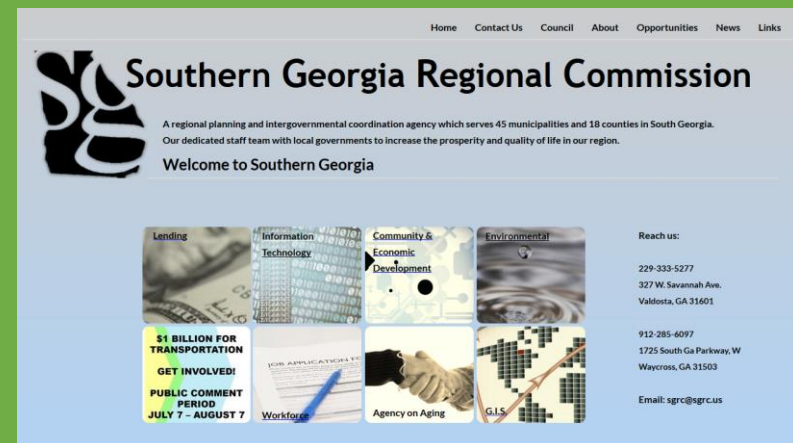 Home Contact Us Council About Opportunities News Links
Southern Georgia Regional Commission
A regional planning and intergovernmental coordination agency which serves 45 municipalities and 18 counties in South Georgia.
Our dedicated staff team with local governments to increase the prosperity and quality of life in our region.
Welcome to Southern Georgia
Lending
Information
Technology
Community &
Economic
Development
Environmental
$1 BILLION FOR
TRANSPORTATION
GET INVOLVED!
PUBLIC COMMENT
PERIOD
JULY 7 – AUGUST 7
JOB APPLICATION
Workforce
Agency on Aging
G.I.S.
Reach us:
229-333-5277
327 W. Savannah Ave.
Valdosta, GA 31601
912-285-6097
1725 South Ga Parkway, W
Waycross, GA 31503
Email: sgrc@sgrc.us